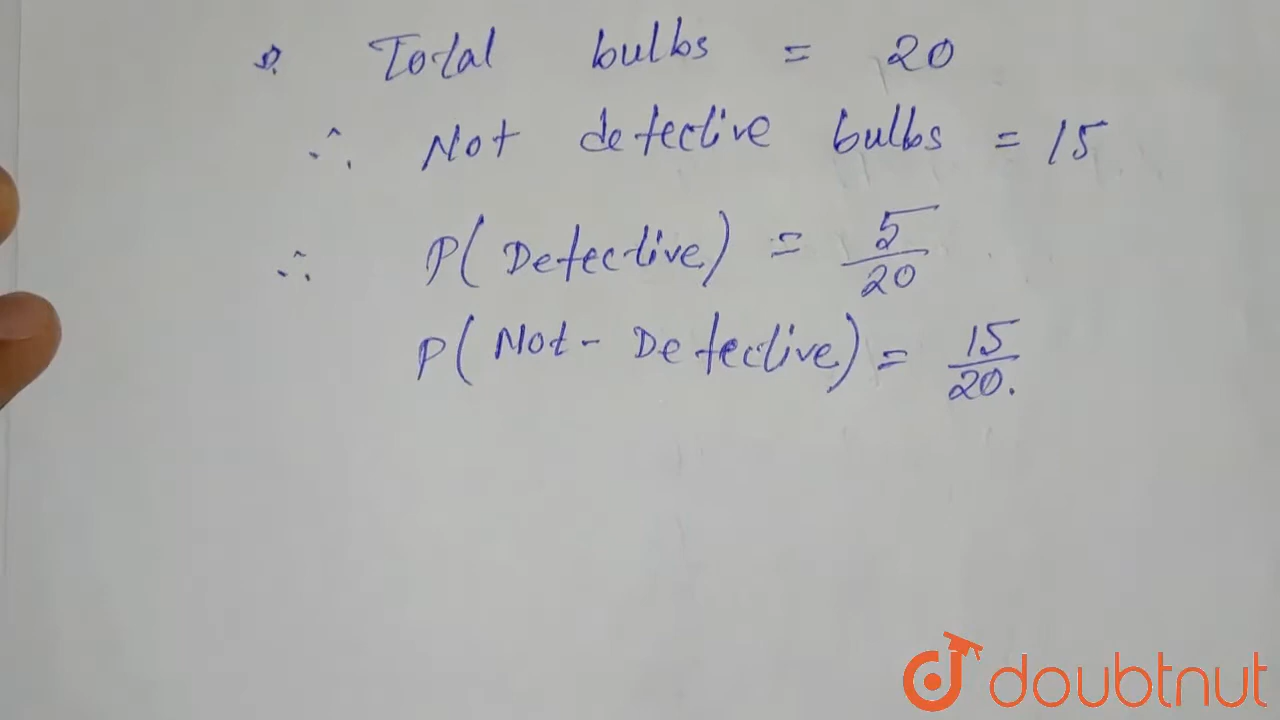 Total bulbs = 20
∴ Not defective bulbs = 15
∴ P(Defective) = 5/20
P(Not-Defective) = 15/20.
doubtnut